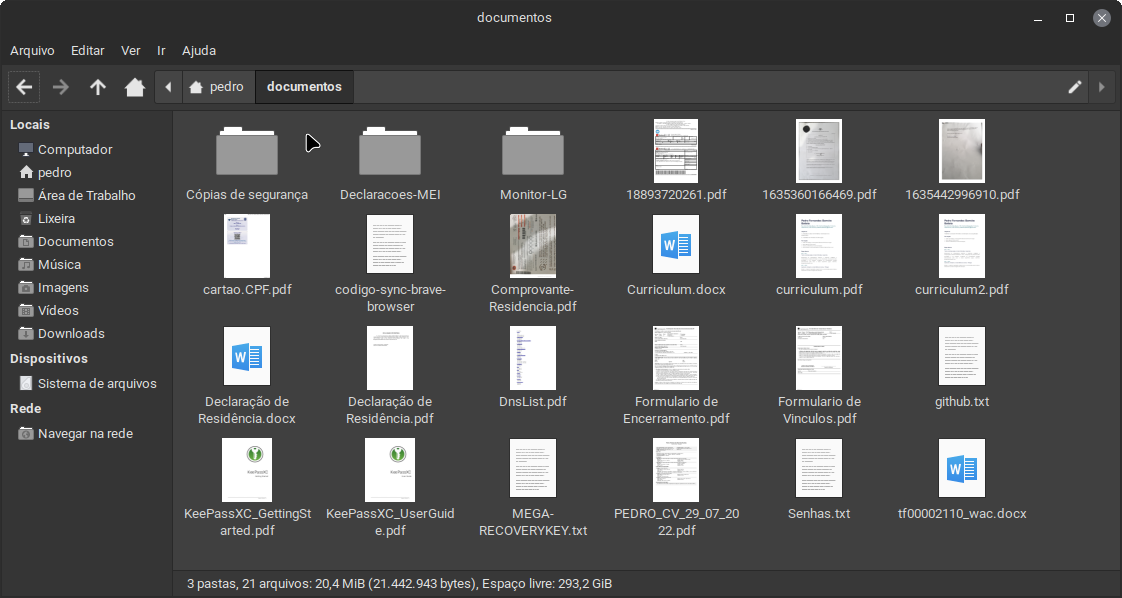 documentos
Arquivo Editar Ver Ir Ajuda
pedro documentos
Locais
Computador
pedro
Área de Trabalho
Lixeira
Documentos
Música
Imagens
Vídeos
Downloads
Dispositivos
Sistema de arquivos
Rede
Navegar na rede
Cópias de segurança
Declaracoes-MEI
Monitor-LG
18893720261.pdf
1635360166469.pdf
1635442996910.pdf
cartao.CPF.pdf
codigo-sync-brave-
browser
Comprovante-
Residencia.pdf
Curriculum.docx
curriculum.pdf
curriculum2.pdf
Declaração de
Residência.docx
Declaração de
Residência.pdf
DnsList.pdf
Formulario de
Encerramento.pdf
Formulario de
Vinculos.pdf
github.txt
KeePassXC_GettingSt
arted.pdf
KeePassXC_UserGuid
e.pdf
MEGA-
RECOVERYKEY.txt
PEDRO_CV_29_07_20
22.pdf
Senhas.txt
tf00002110_wac.docx
3 pastas, 21 arquivos: 20,4 MiB (21.442.943 bytes), Espaço livre: 293,2 GiB